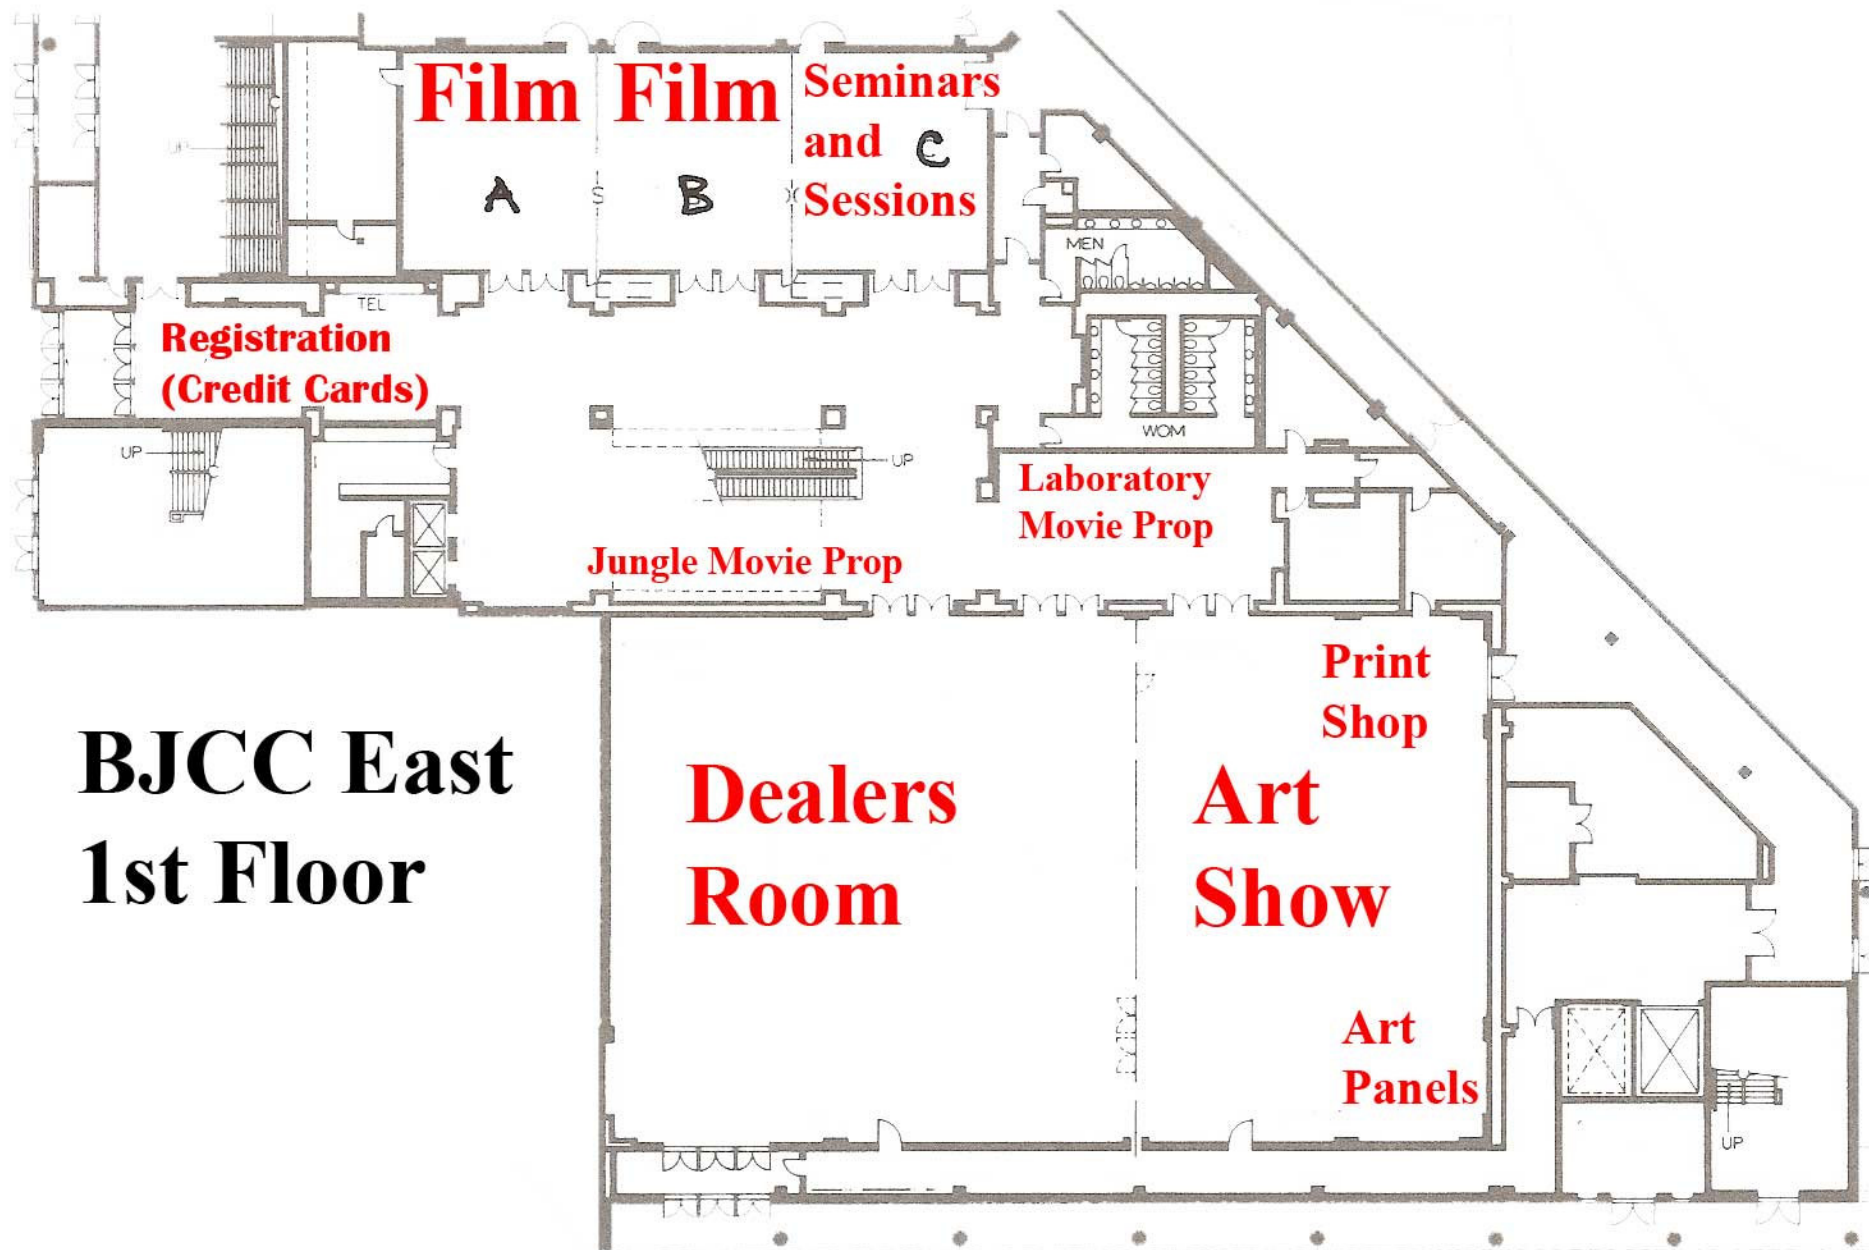 Film
Film
Seminars
and C
Sessions
A
S
B
UP
MEN
TEL
Registration
(Credit Cards)
WOM
UP
UP
Laboratory
Movie Prop
Jungle Movie Prop
Print
Shop
BJCC East
1st Floor
Dealers
Room
Art
Show
Art
Panels
UP